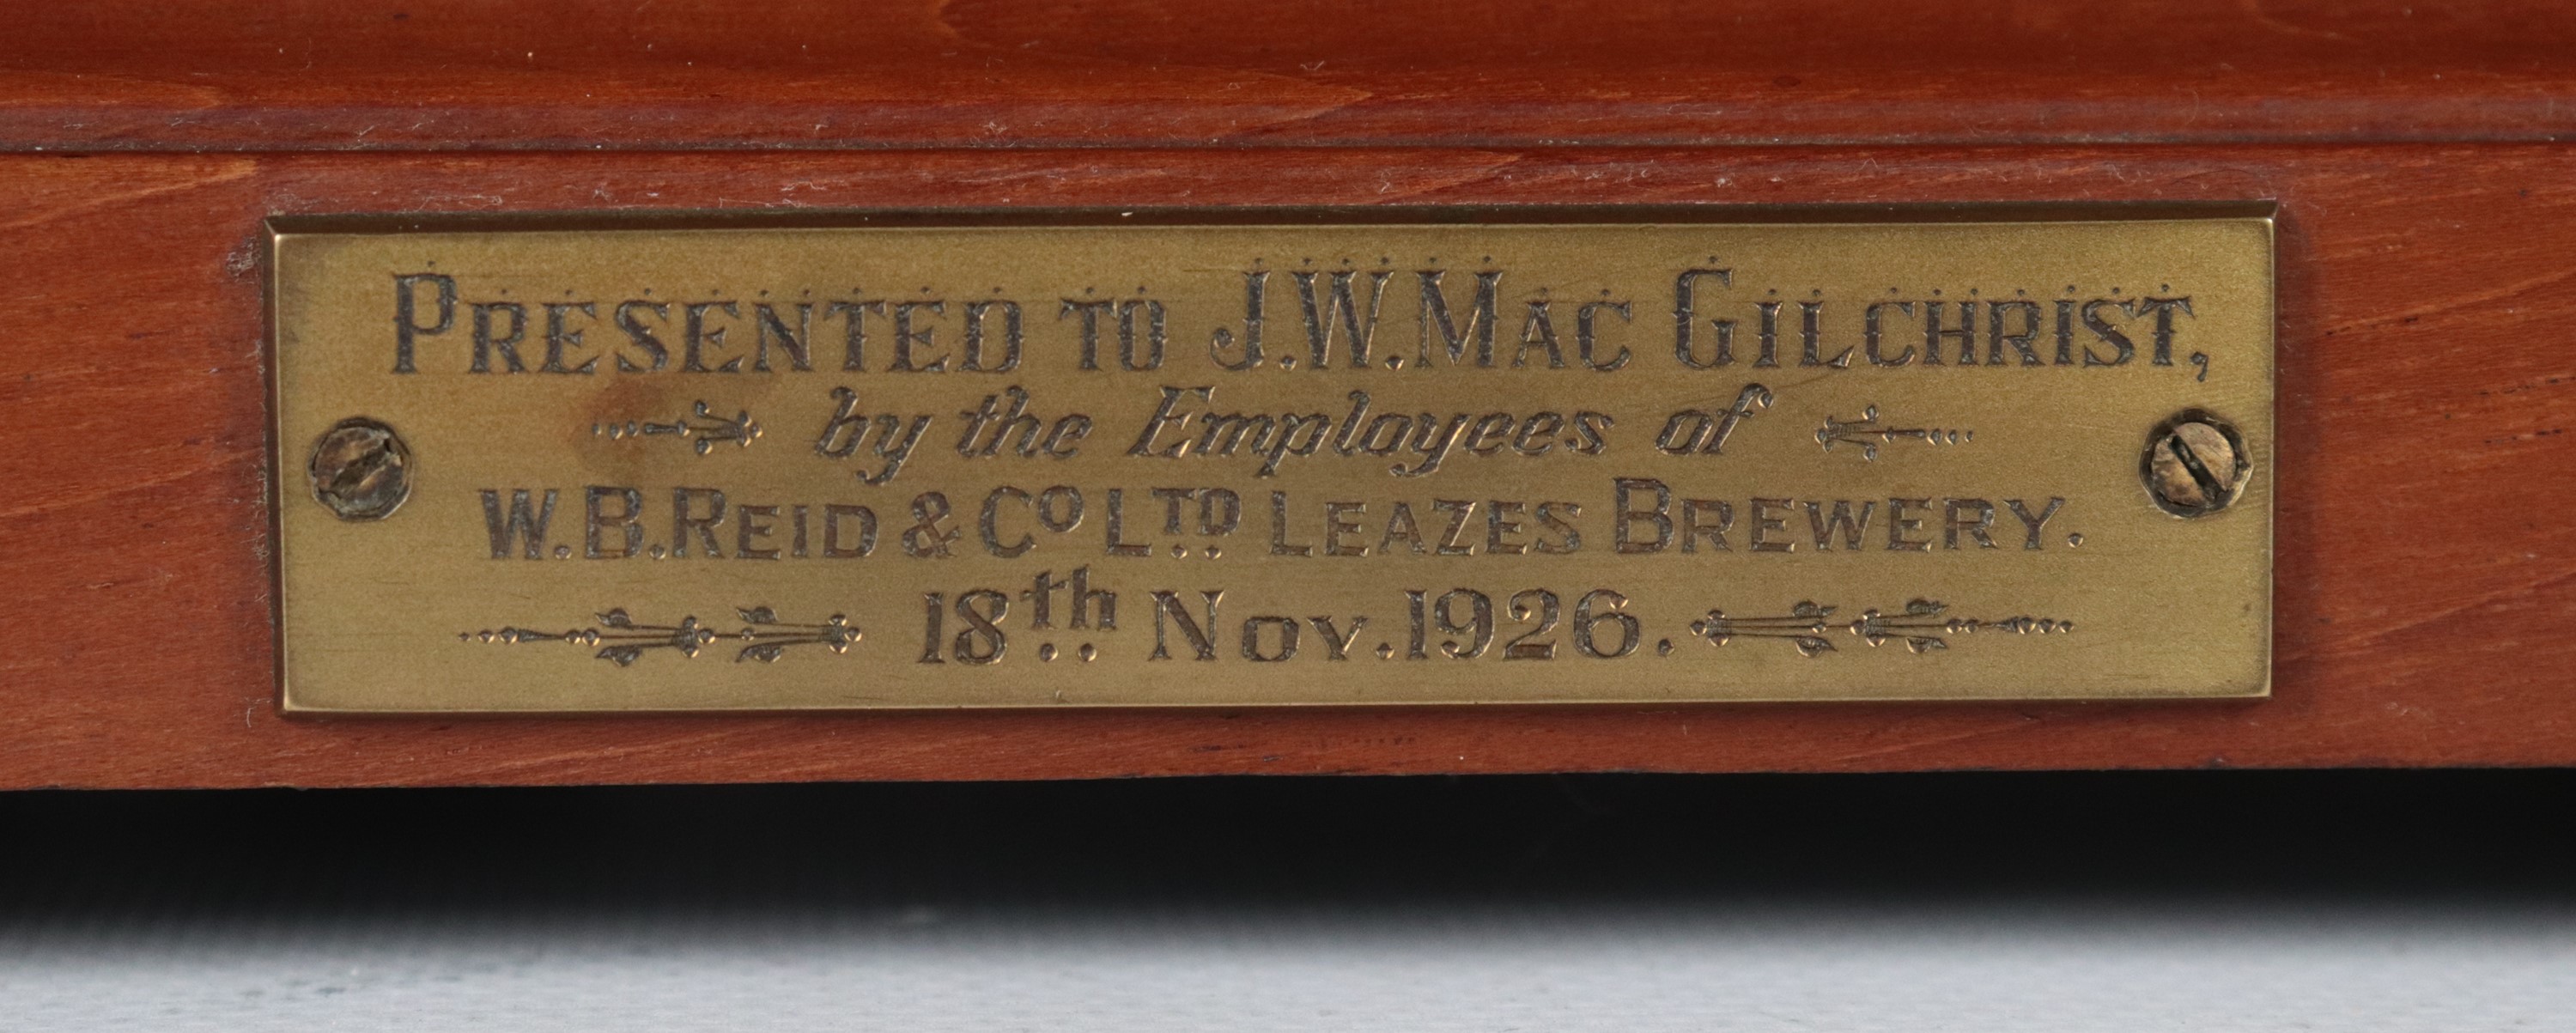 PRESENTED TO J.W. MAC GILCHRIST,
by the Employees of
W.B. REID & Co LTD LEAZES BREWERY.
18th Nov. 1926.